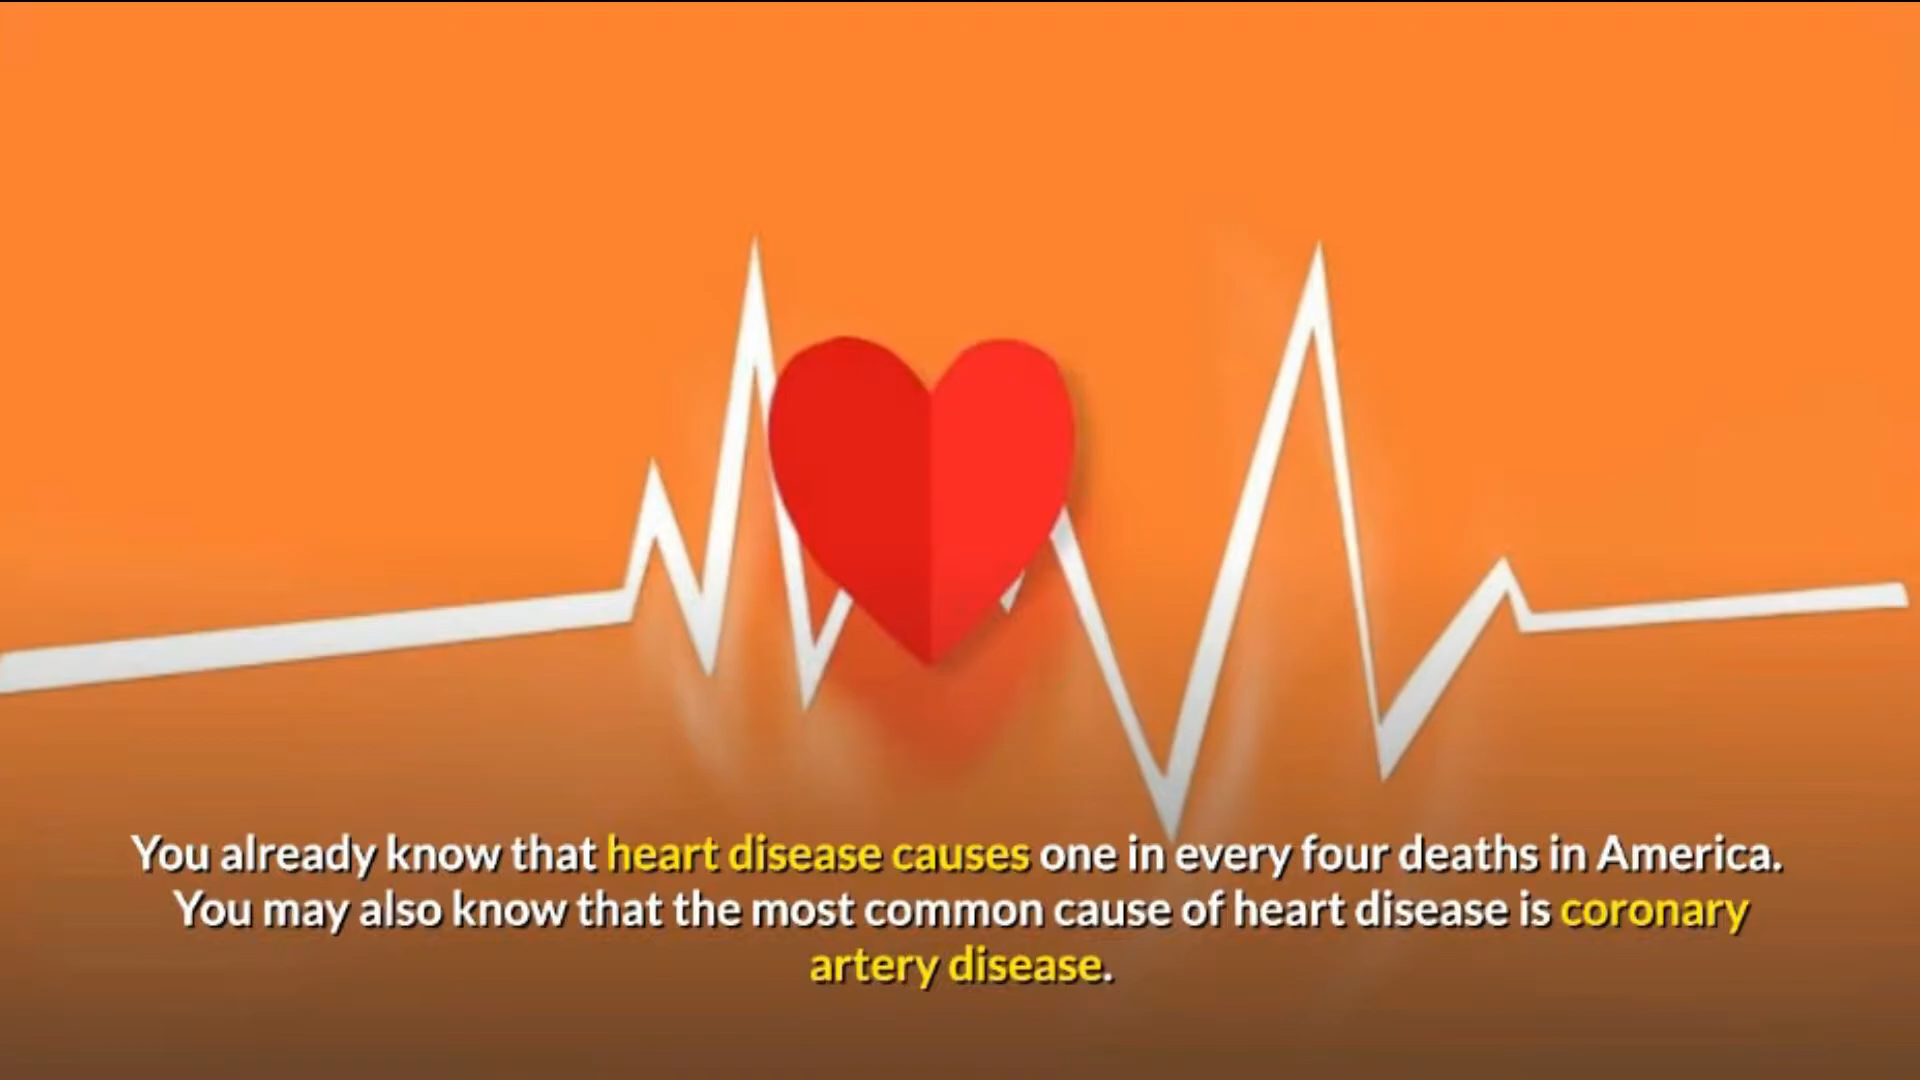 You already know that heart disease causes one in every four deaths in America.
You may also know that the most common cause of heart disease is coronary
artery disease.